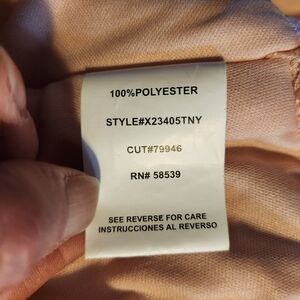 100%POLYESTER
STYLE#X23405TNY
CUT#79946
RN# 58539
SEE REVERSE FOR CARE
INSTRUCCIONES AL REVERSO